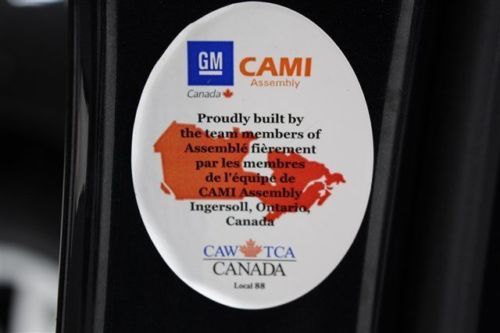 GM CAMI
Canada Assembly
Proudly built by
the team members of
Assemblé fièrement
par les membres
de l'équipe de
CAMI Assembly
Ingersoll, Ontario,
Canada
CAW TCA
CANADA
Local 88